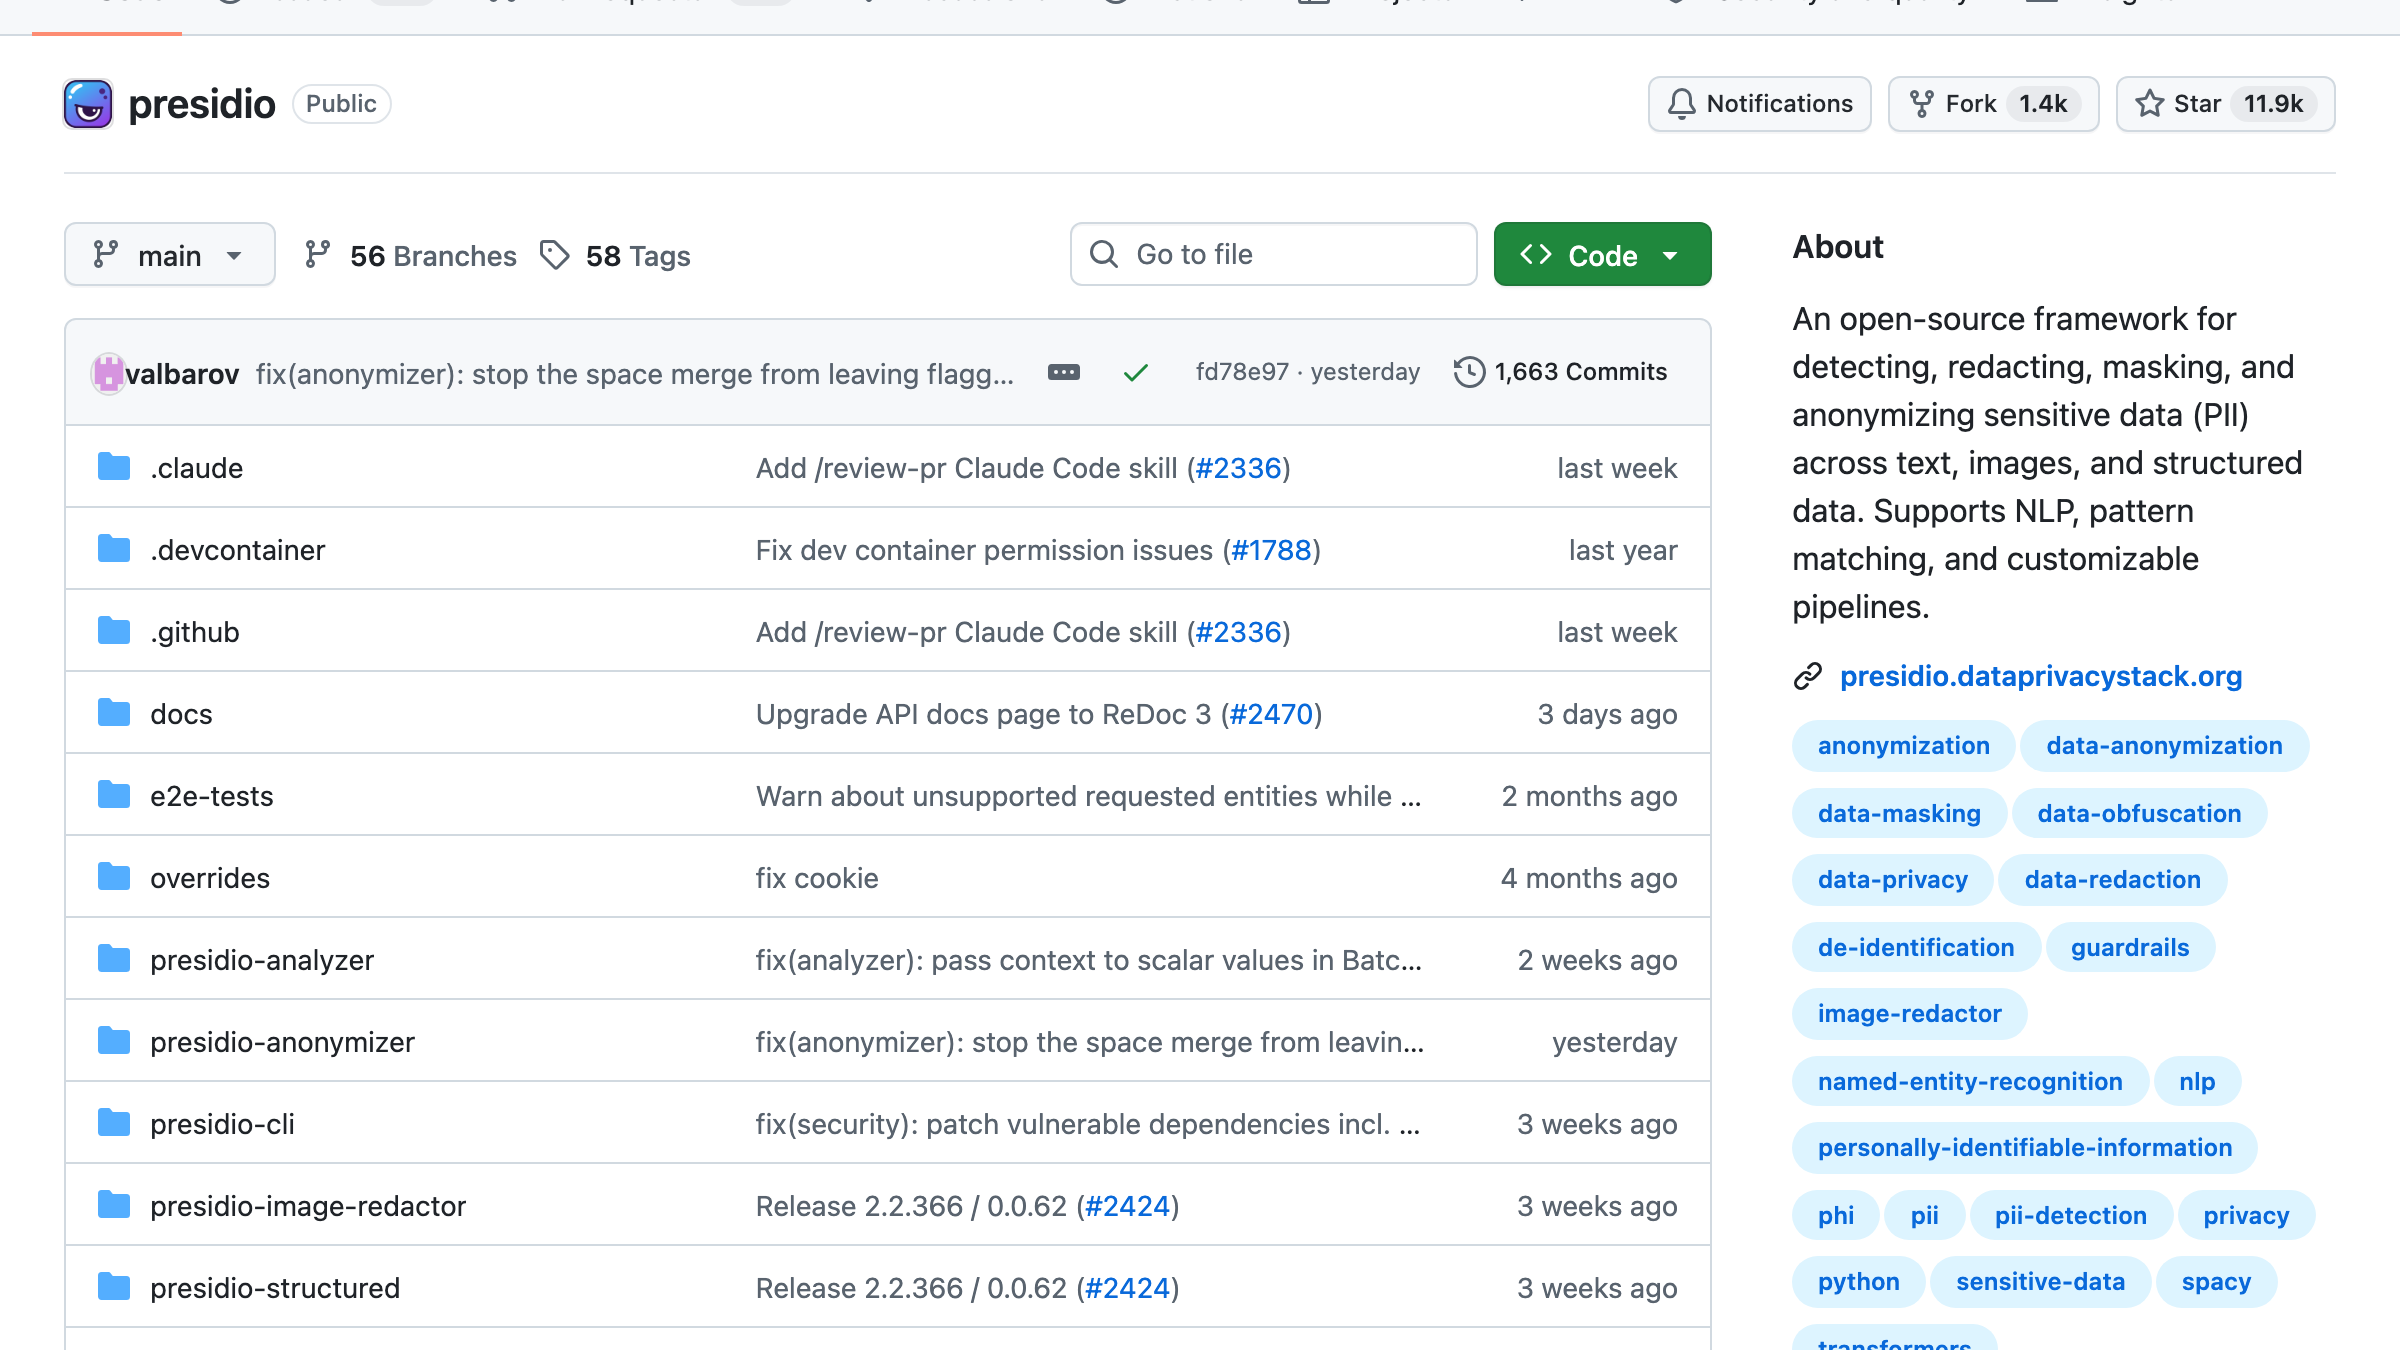 presidio Public Notifications Fork 1.4k Star 11.9k
main 56 Branches 58 Tags Go to file Code
valbarov fix(anonymizer): stop the space merge from leaving flagg... fd78e97 · yesterday 1,663 Commits
.claude Add /review-pr Claude Code skill (#2336) last week
.devcontainer Fix dev container permission issues (#1788) last year
.github Add /review-pr Claude Code skill (#2336) last week
docs Upgrade API docs page to ReDoc 3 (#2470) 3 days ago
e2e-tests Warn about unsupported requested entities while ... 2 months ago
overrides fix cookie 4 months ago
presidio-analyzer fix(analyzer): pass context to scalar values in Batc... 2 weeks ago
presidio-anonymizer fix(anonymizer): stop the space merge from leavin... yesterday
presidio-cli fix(security): patch vulnerable dependencies incl. ... 3 weeks ago
presidio-image-redactor Release 2.2.366 / 0.0.62 (#2424) 3 weeks ago
presidio-structured Release 2.2.366 / 0.0.62 (#2424) 3 weeks ago
About
An open-source framework for
detecting, redacting, masking, and
anonymizing sensitive data (PII)
across text, images, and structured
data. Supports NLP, pattern
matching, and customizable
pipelines.
presidio.dataprivacystack.org
anonymization data-anonymization
data-masking data-obfuscation
data-privacy data-redaction
de-identification guardrails
image-redactor
named-entity-recognition nlp
personally-identifiable-information
phi pii pii-detection privacy
python sensitive-data spacy
transformers